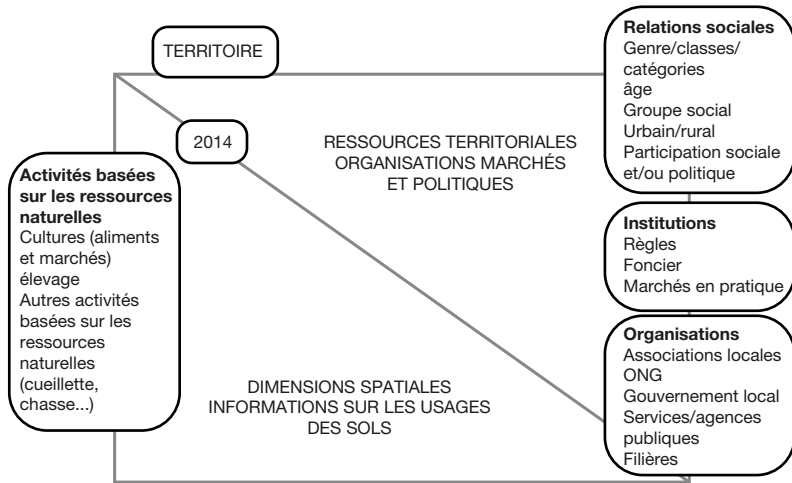 TERRITOIRE
2014
Activités basées
sur les ressources
naturelles
Cultures (aliments
et marchés)
élevage
Autres activités
basées sur les
ressources
naturelles
(cueillette,
chasse...)
RESSOURCES TERRITORIALES
ORGANISATIONS MARCHÉS
ET POLITIQUES
DIMENSIONS SPATIALES
INFORMATIONS SUR LES USAGES
DES SOLS
Relations sociales
Genre/classes/
catégories
âge
Groupe social
Urbain/rural
Participation sociale
et/ou politique
Institutions
Règles
Foncier
Marchés en pratique
Organisations
Associations locales
ONG
Gouvernement local
Services/agences
publiques
Filières